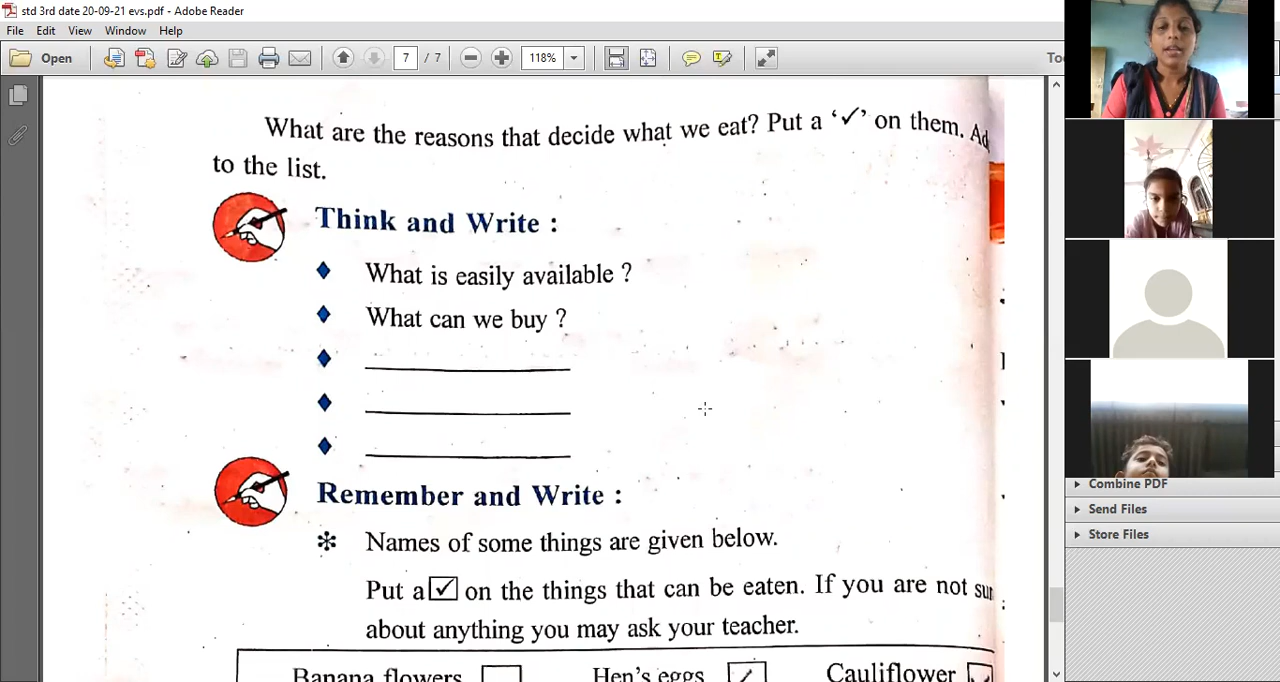 std 3rd date 20-09-21 evs.pdf - Adobe Reader
File Edit View Window Help
Open 7 / 7 118% To
What are the reasons that decide what we eat? Put a ‘✓’ on them. Ad
to the list.
Think and Write :
What is easily available ?
What can we buy ?
Remember and Write :
Names of some things are given below.
Put a ✓ on the things that can be eaten. If you are not sur
about anything you may ask your teacher.
Banana flowers Hen's eggs Cauliflower
Combine PDF
Send Files
Store Files